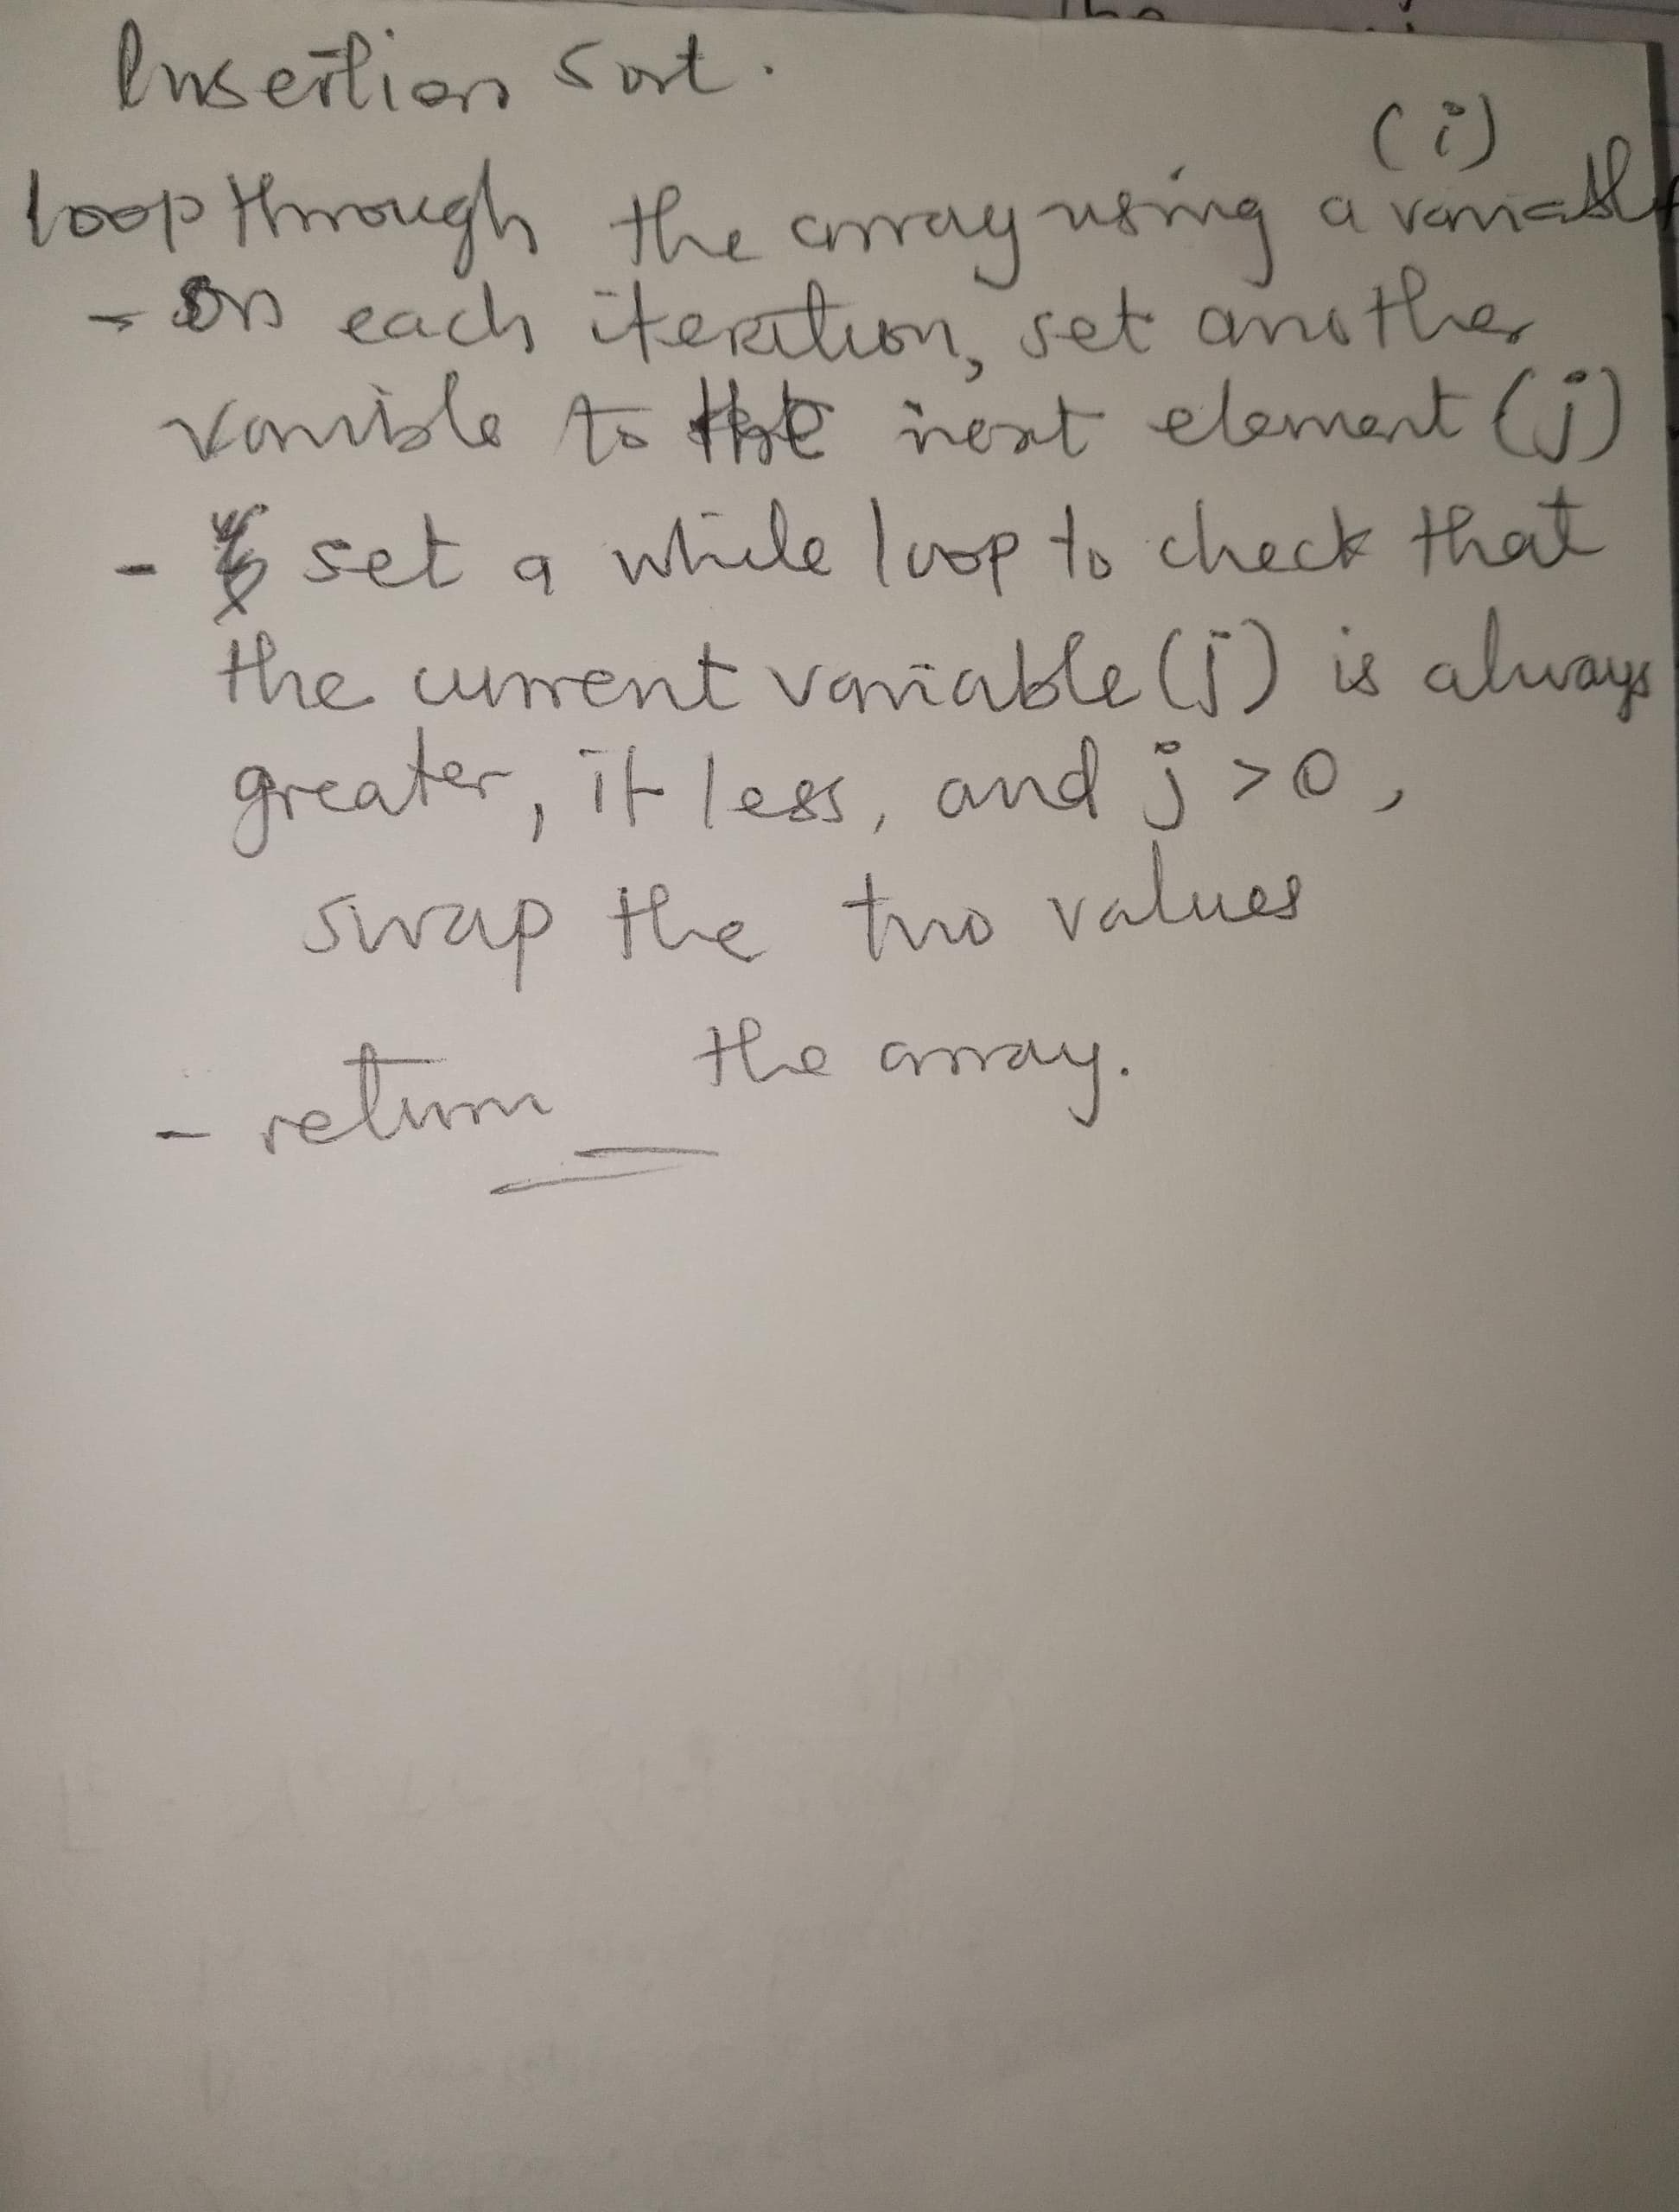 Insertion Sort.
(i)
loop through the array using a variable
- On each iteration, set another
varible to the next element (j)
- set a while loop to check that
the current variable (j) is always
greater, if less, and j > 0,
swap the two values
- return the array.